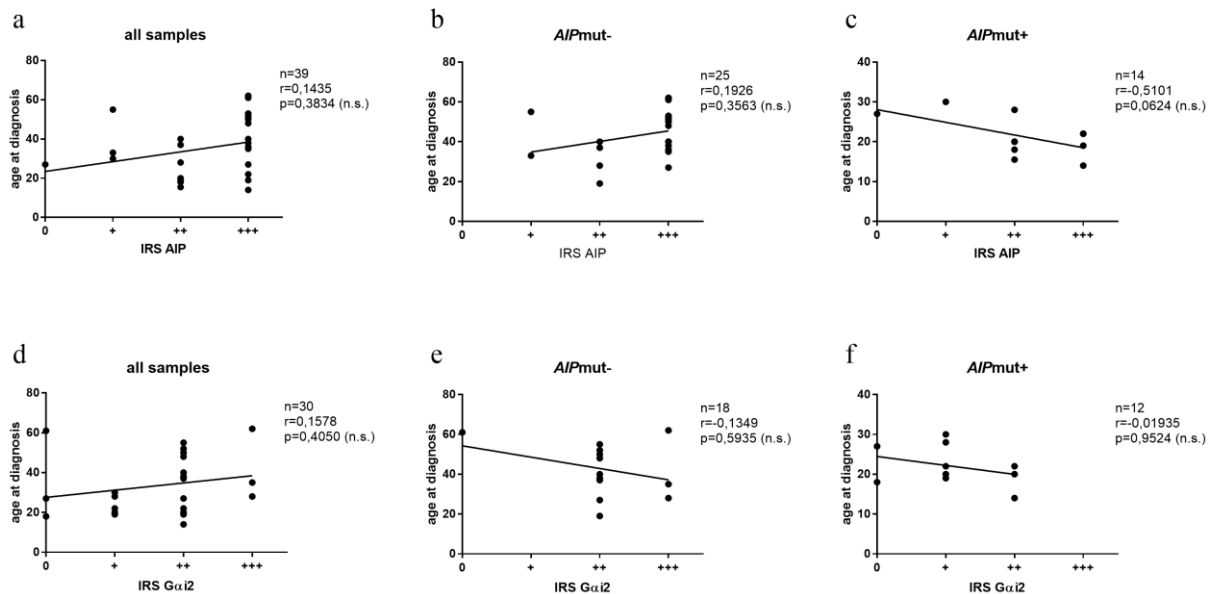 a
all samples
n=39
r=0,1435
p=0,3834 (n.s.)
age at diagnosis
80
60
40
20
0
0 + ++ +++
IRS AIP
b
AIPmut-
n=25
r=0,1926
p=0,3563 (n.s.)
age at diagnosis
80
60
40
20
0
0 + ++ +++
IRS AIP
c
AIPmut+
n=14
r=-0,5101
p=0,0624 (n.s.)
age at diagnosis
40
30
20
10
0
0 + ++ +++
IRS AIP
d
all samples
n=30
r=0,1578
p=0,4050 (n.s.)
age at diagnosis
80
60
40
20
0
0 + ++ +++
IRS Gαi2
e
AIPmut-
n=18
r=-0,1349
p=0,5935 (n.s.)
age at diagnosis
80
60
40
20
0
0 + ++ +++
IRS Gαi2
f
AIPmut+
n=12
r=-0,01935
p=0,9524 (n.s.)
age at diagnosis
40
30
20
10
0
0 + ++ +++
IRS Gαi2